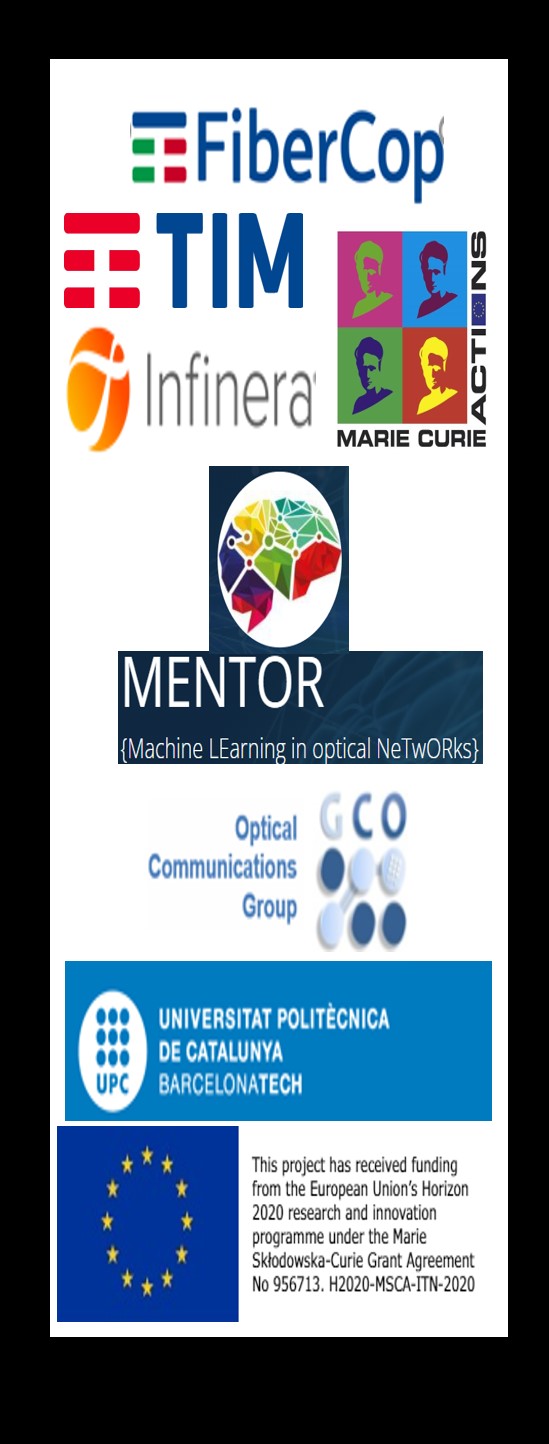 FiberCop
TIM
Infinera
MARIE CURIE
ACTIONS
MENTOR
{Machine LEarning in optical NeTwORks}
Optical
Communications
Group
GCO
UNIVERSITAT POLITÈCNICA
DE CATALUNYA
BARCELONATECH
UPC
This project has received funding
from the European Union's Horizon
2020 research and innovation
programme under the Marie
Skłodowska-Curie Grant Agreement
No 956713. H2020-MSCA-ITN-2020